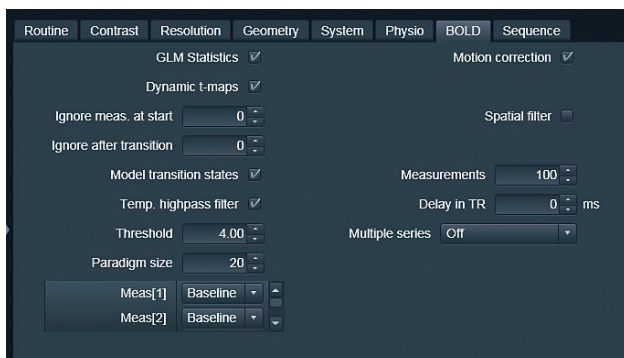 Routine Contrast Resolution Geometry System Physio BOLD Sequence
GLM Statistics Motion correction
Dynamic t-maps
Ignore meas. at start 0 Spatial filter
Ignore after transition 0
Model transition states Measurements 100
Temp. highpass filter Delay in TR 0 ms
Threshold 4.00 Multiple series Off
Paradigm size 20
Meas[1] Baseline
Meas[2] Baseline